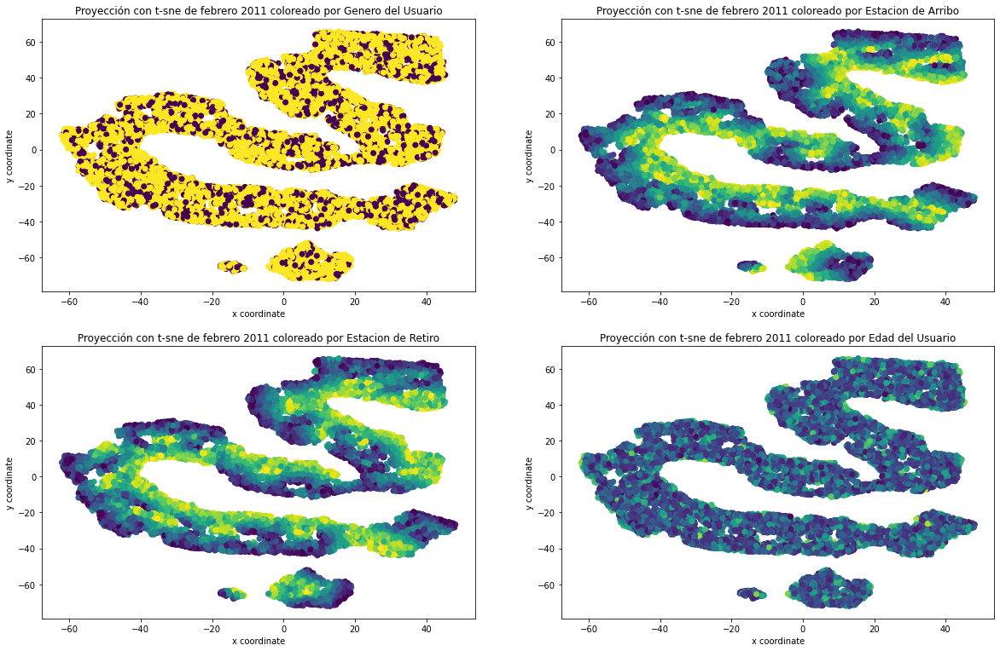 Proyección con t-sne de febrero 2011 coloreado por Genero del Usuario
60
40
20
0
−20
−40
−60
y coordinate
−60 −40 −20 0 20 40
x coordinate
Proyección con t-sne de febrero 2011 coloreado por Estacion de Arribo
60
40
20
0
−20
−40
−60
y coordinate
−60 −40 −20 0 20 40
x coordinate
Proyección con t-sne de febrero 2011 coloreado por Estacion de Retiro
60
40
20
0
−20
−40
−60
y coordinate
−60 −40 −20 0 20 40
x coordinate
Proyección con t-sne de febrero 2011 coloreado por Edad del Usuario
60
40
20
0
−20
−40
−60
y coordinate
−60 −40 −20 0 20 40
x coordinate